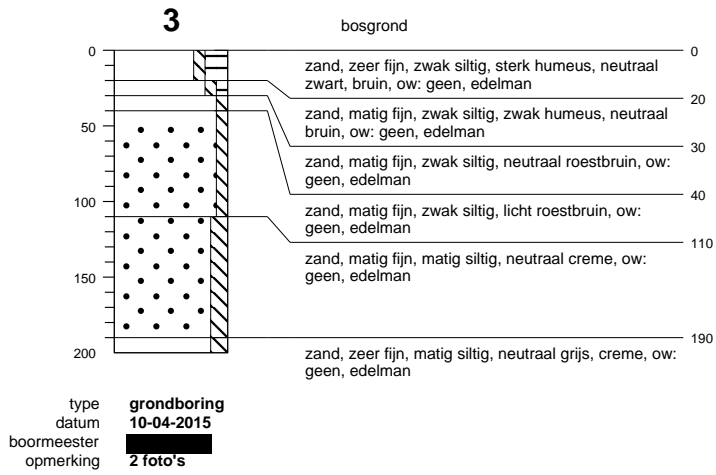 3
bosgrond
0
0
zand, zeer fijn, zwak siltig, sterk humeus, neutraal
zwart, bruin, ow: geen, edelman
20
zand, matig fijn, zwak siltig, zwak humeus, neutraal
bruin, ow: geen, edelman
30
50
zand, matig fijn, zwak siltig, neutraal roestbruin, ow:
geen, edelman
40
100
zand, matig fijn, zwak siltig, licht roestbruin, ow:
geen, edelman
110
zand, matig fijn, matig siltig, neutraal creme, ow:
geen, edelman
150
190
200
zand, zeer fijn, matig siltig, neutraal grijs, creme, ow:
geen, edelman
type grondboring
datum 10-04-2015
boormeester
opmerking 2 foto's